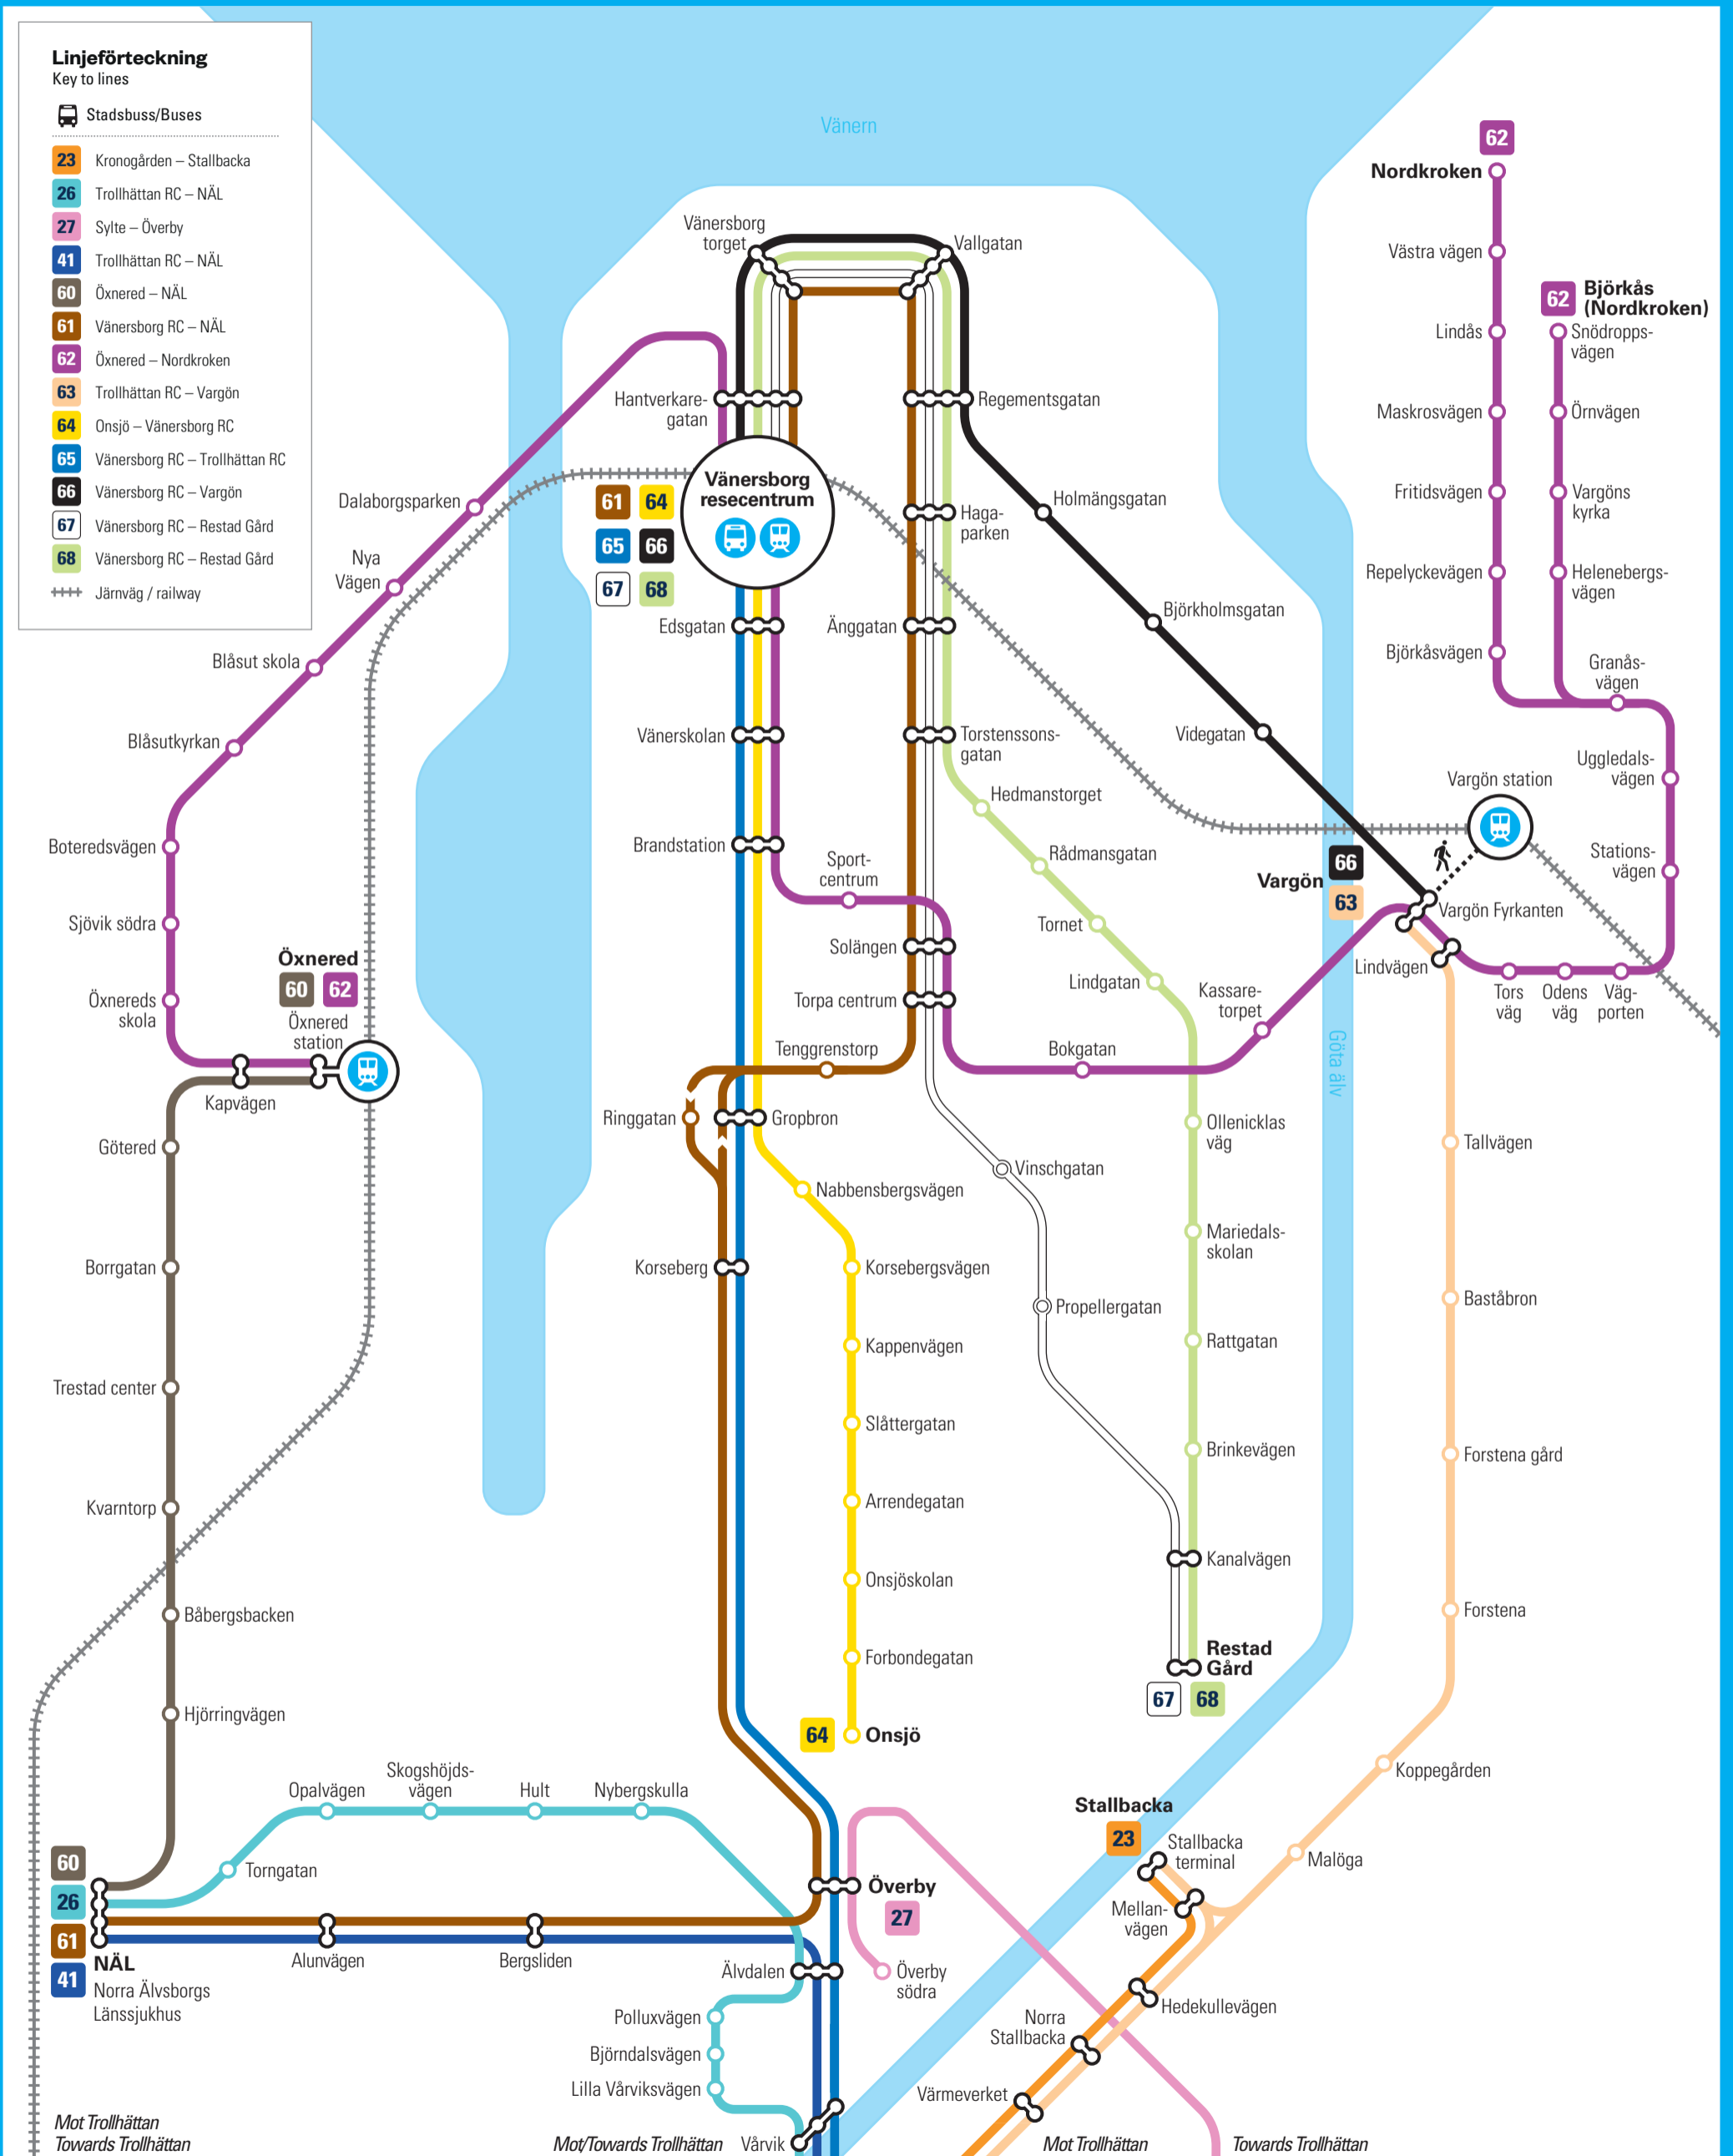 Linjeförteckning
Key to lines
Stadsbuss/Buses
23 Kronogården – Stallbacka
26 Trollhättan RC – NÄL
27 Sylte – Överby
41 Trollhättan RC – NÄL
60 Öxnered – NÄL
61 Vänersborg RC – NÄL
62 Öxnered – Nordkroken
63 Trollhättan RC – Vargön
64 Onsjö – Vänersborg RC
65 Vänersborg RC – Trollhättan RC
66 Vänersborg RC – Vargön
67 Vänersborg RC – Restad Gård
68 Vänersborg RC – Restad Gård
Järnväg / railway
Vänern
62
Nordkroken
Västra vägen
Lindås
Maskrosvägen
Fritidsvägen
Repelyckevägen
Björkåsvägen
62
Björkås
(Nordkroken)
Snödropps-
vägen
Örnvägen
Vargöns
kyrka
Helenebergs-
vägen
Granås-
vägen
Uggledals-
vägen
Stations-
vägen
Vargön station
Vänersborg
torget
Vallgatan
Hantverkare-
gatan
Regementsgatan
Vänersborg
resecentrum
61 64
65 66
67 68
Dalaborgsparken
Nya
Vägen
Blåsut skola
Blåsutkyrkan
Boteredsvägen
Sjövik södra
Öxnereds
skola
Öxnered
60 62
Öxnered
station
Kapvägen
Holmängsgatan
Haga-
parken
Björkholmsgatan
Edsgatan
Änggatan
Videgatan
Vänerskolan
Torstenssons-
gatan
Hedmanstorget
Brandstation
Sport-
centrum
Rådmansgatan
Tornet
Lindgatan
66
Vargön
63
Vargön Fyrkanten
Lindvägen
Tors
väg
Odens
väg
Väg-
porten
Kassare-
torpet
Göta älv
Solängen
Torpa centrum
Tenggrenstorp
Bokgatan
Ringgatan
Gropbron
Ollenicklas
väg
Tallvägen
Götered
Vinschgatan
Nabbensbergsvägen
Mariedals-
skolan
Borrgatan
Korseberg
Korsebergsvägen
Propellergatan
Baståbron
Kappenvägen
Rattgatan
Trestad center
Slåttergatan
Brinkevägen
Forstena gård
Kvarntorp
Arrendegatan
Kanalvägen
Onsjöskolan
Forstena
Båbergsbacken
Forbondegatan
Restad
Gård
67 68
Hjörringvägen
64 Onsjö
Koppegården
Opalvägen
Skogshöjds-
vägen
Hult
Nybergskulla
Stallbacka
23
Stallbacka
terminal
Malöga
Torngatan
60
26
61
41
NÄL
Norra Älvsborgs
Länssjukhus
Överby
27
Mellan-
vägen
Alunvägen
Bergsliden
Älvdalen
Överby
södra
Hedekullevägen
Polluxvägen
Norra
Stallbacka
Björndalsvägen
Lilla Vårviksvägen
Värmeverket
Mot Trollhättan
Towards Trollhättan
Mot/Towards Trollhättan
Vårvik
Mot Trollhättan
Towards Trollhättan